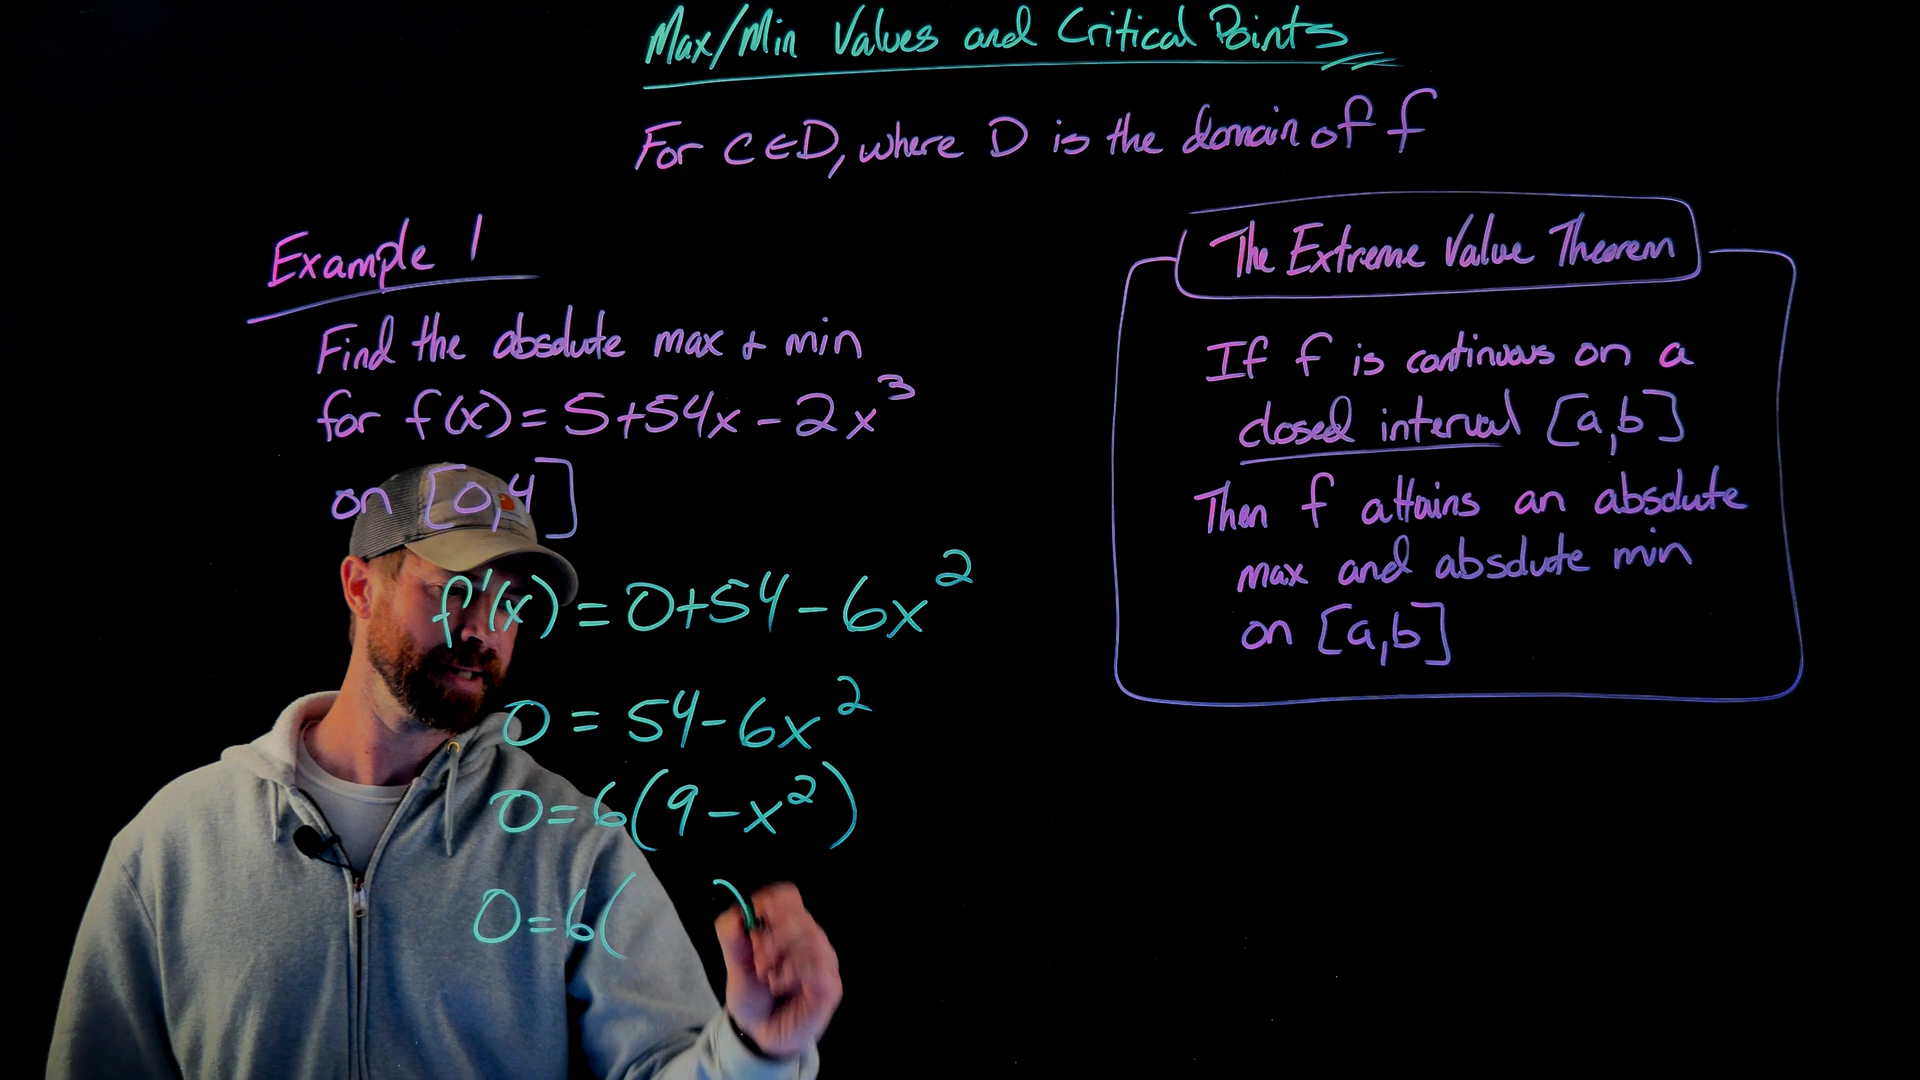 Max/Min Values and Critical Points
For C∈D, where D is the domain of f
Example 1
Find the absolute max + min
for f(x) = 5+54x - 2x³
on [0,4]
f'(x) = 0+54 - 6x²
0 = 54-6x²
0=6(9-x²)
0=6( )
The Extreme Value Theorem
If f is continuous on a
closed interval [a,b]
Then f attains an absolute
max and absolute min
on [a,b]